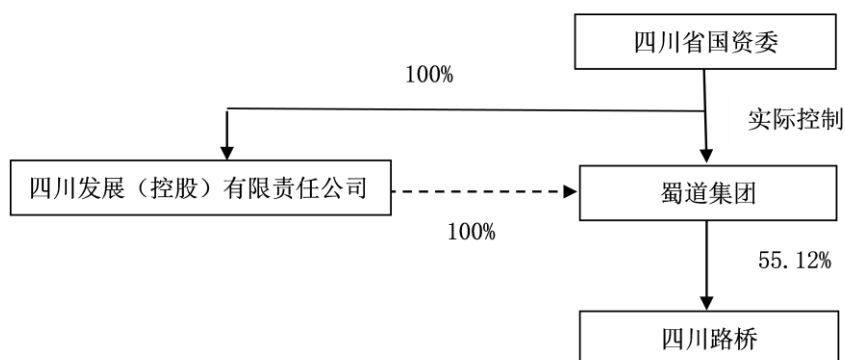 四川省国资委
100%
实际控制
四川发展（控股）有限责任公司
蜀道集团
100%
55.12%
四川路桥